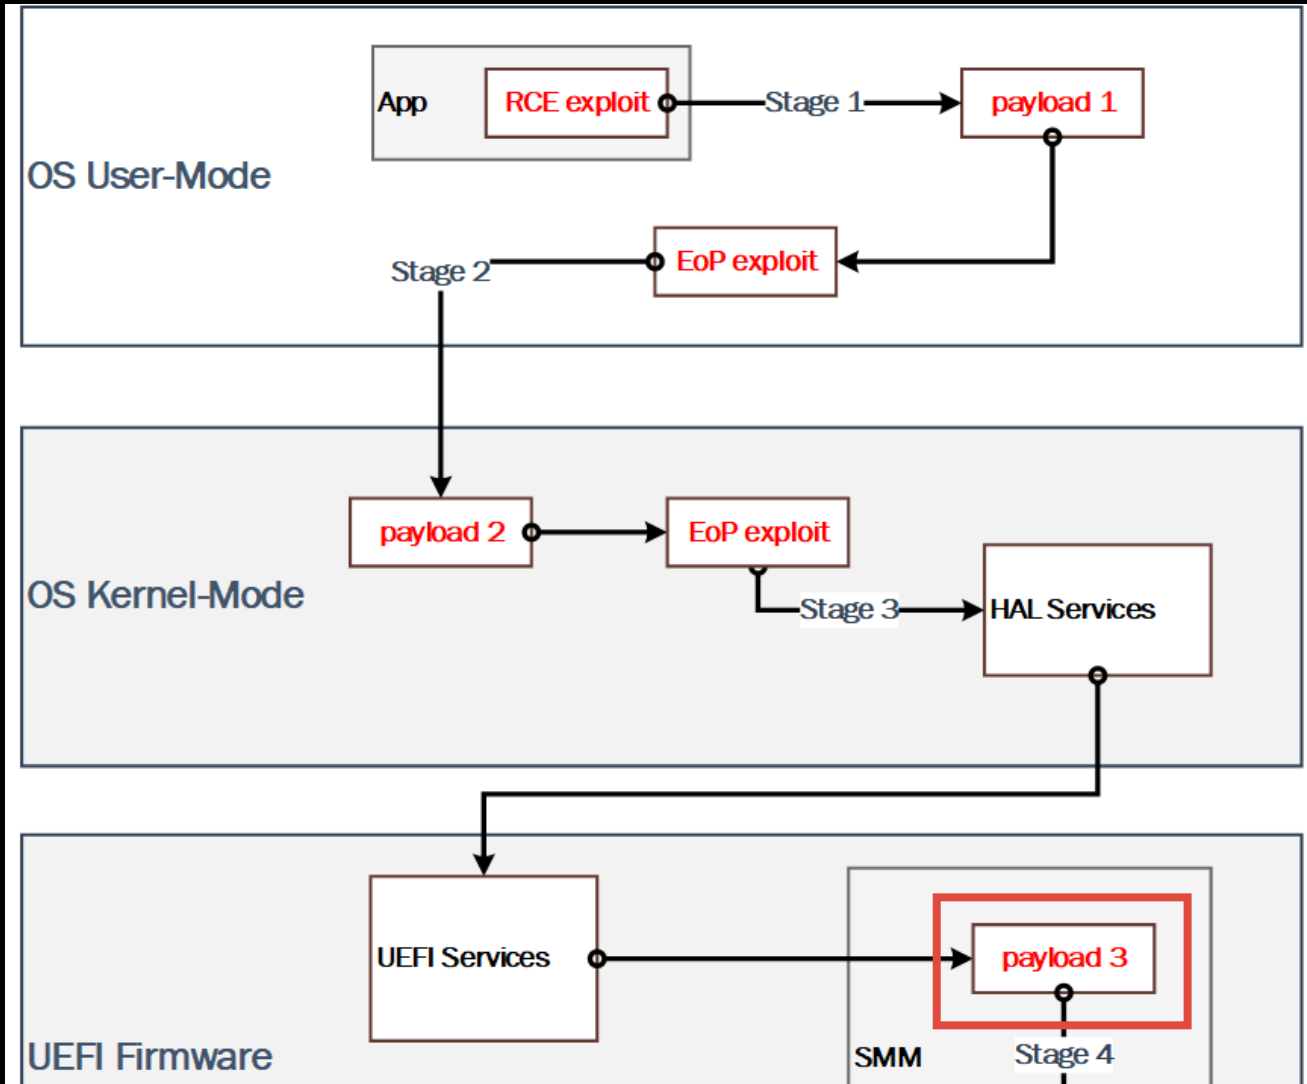 App
RCE exploit
Stage 1
payload 1
OS User-Mode
Stage 2
EoP exploit
payload 2
EoP exploit
OS Kernel-Mode
Stage 3
HAL Services
UEFI Services
payload 3
UEFI Firmware
SMM
Stage 4